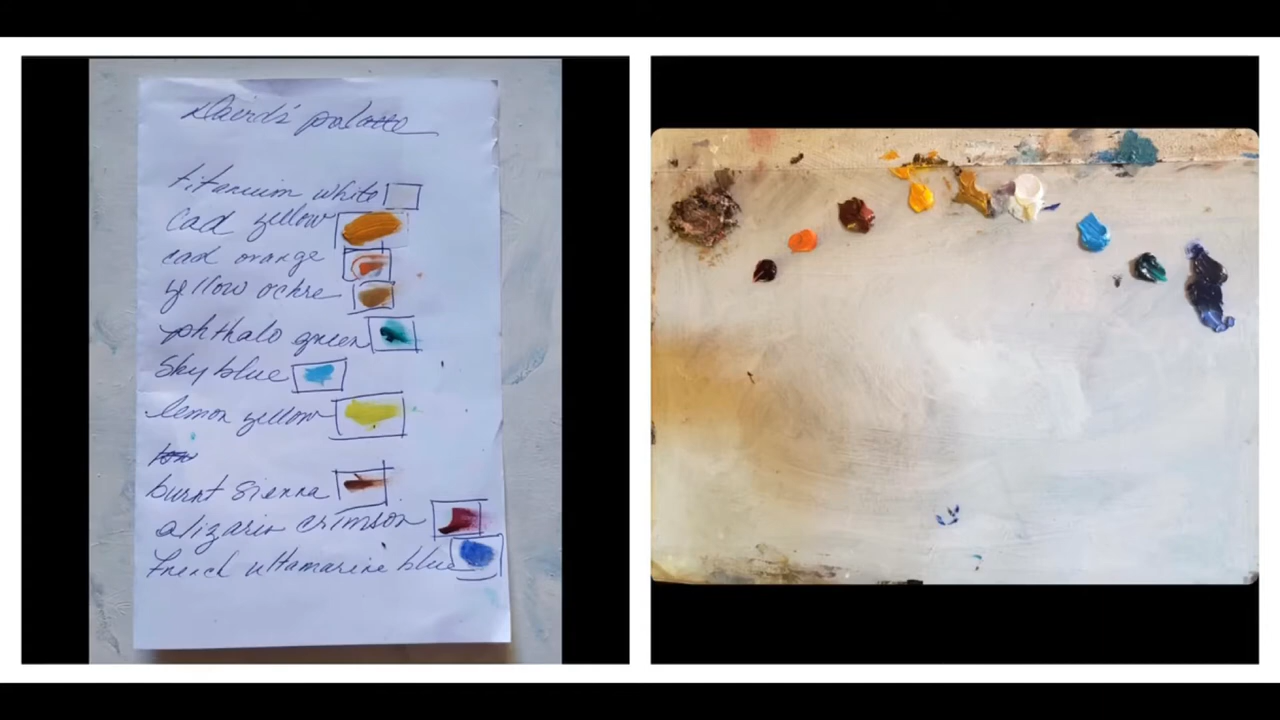 palette
titanium white
Cad yellow
cad orange
yellow ochre
phthalo green
Sky blue
lemon yellow
burnt sienna
alizarin crimson
French ultamarine blue